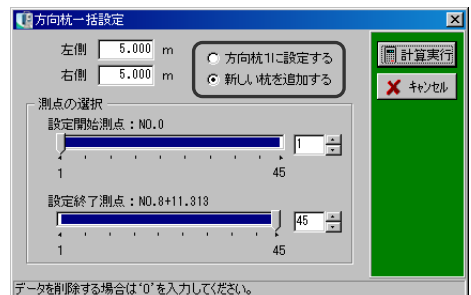 方向杭一括設定
左側 5.000 m
右側 5.000 m
方向杭1に設定する
新しい杭を追加する
計算実行
キャンセル
測点の選択
設定開始測点：NO.0
1
1 45
設定終了測点：NO.8+11.313
45
1 45
データを削除する場合は'0'を入力してください。